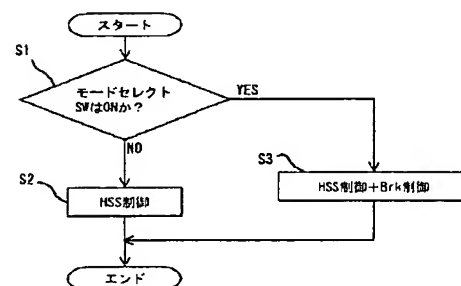 スタート
S1
モードセレクト
SWはONか？
YES
NO
S3
S2
HSS制御
HSS制御+Brk制御
エンド